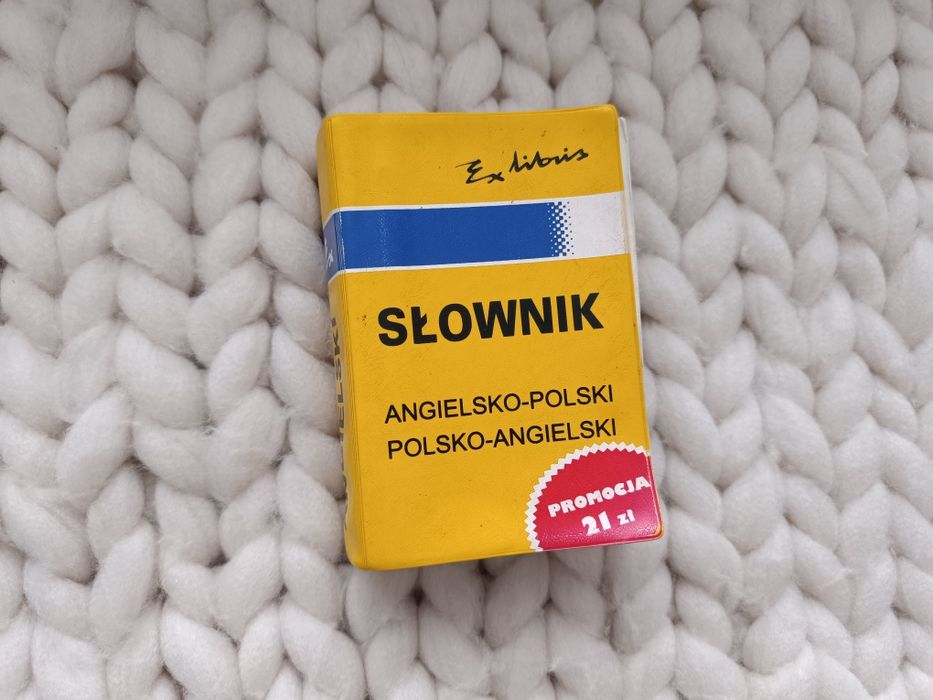 Ex libris
SŁOWNIK
ANGIELSKO-POLSKI
POLSKO-ANGIELSKI
PROMOCJA
21 zł